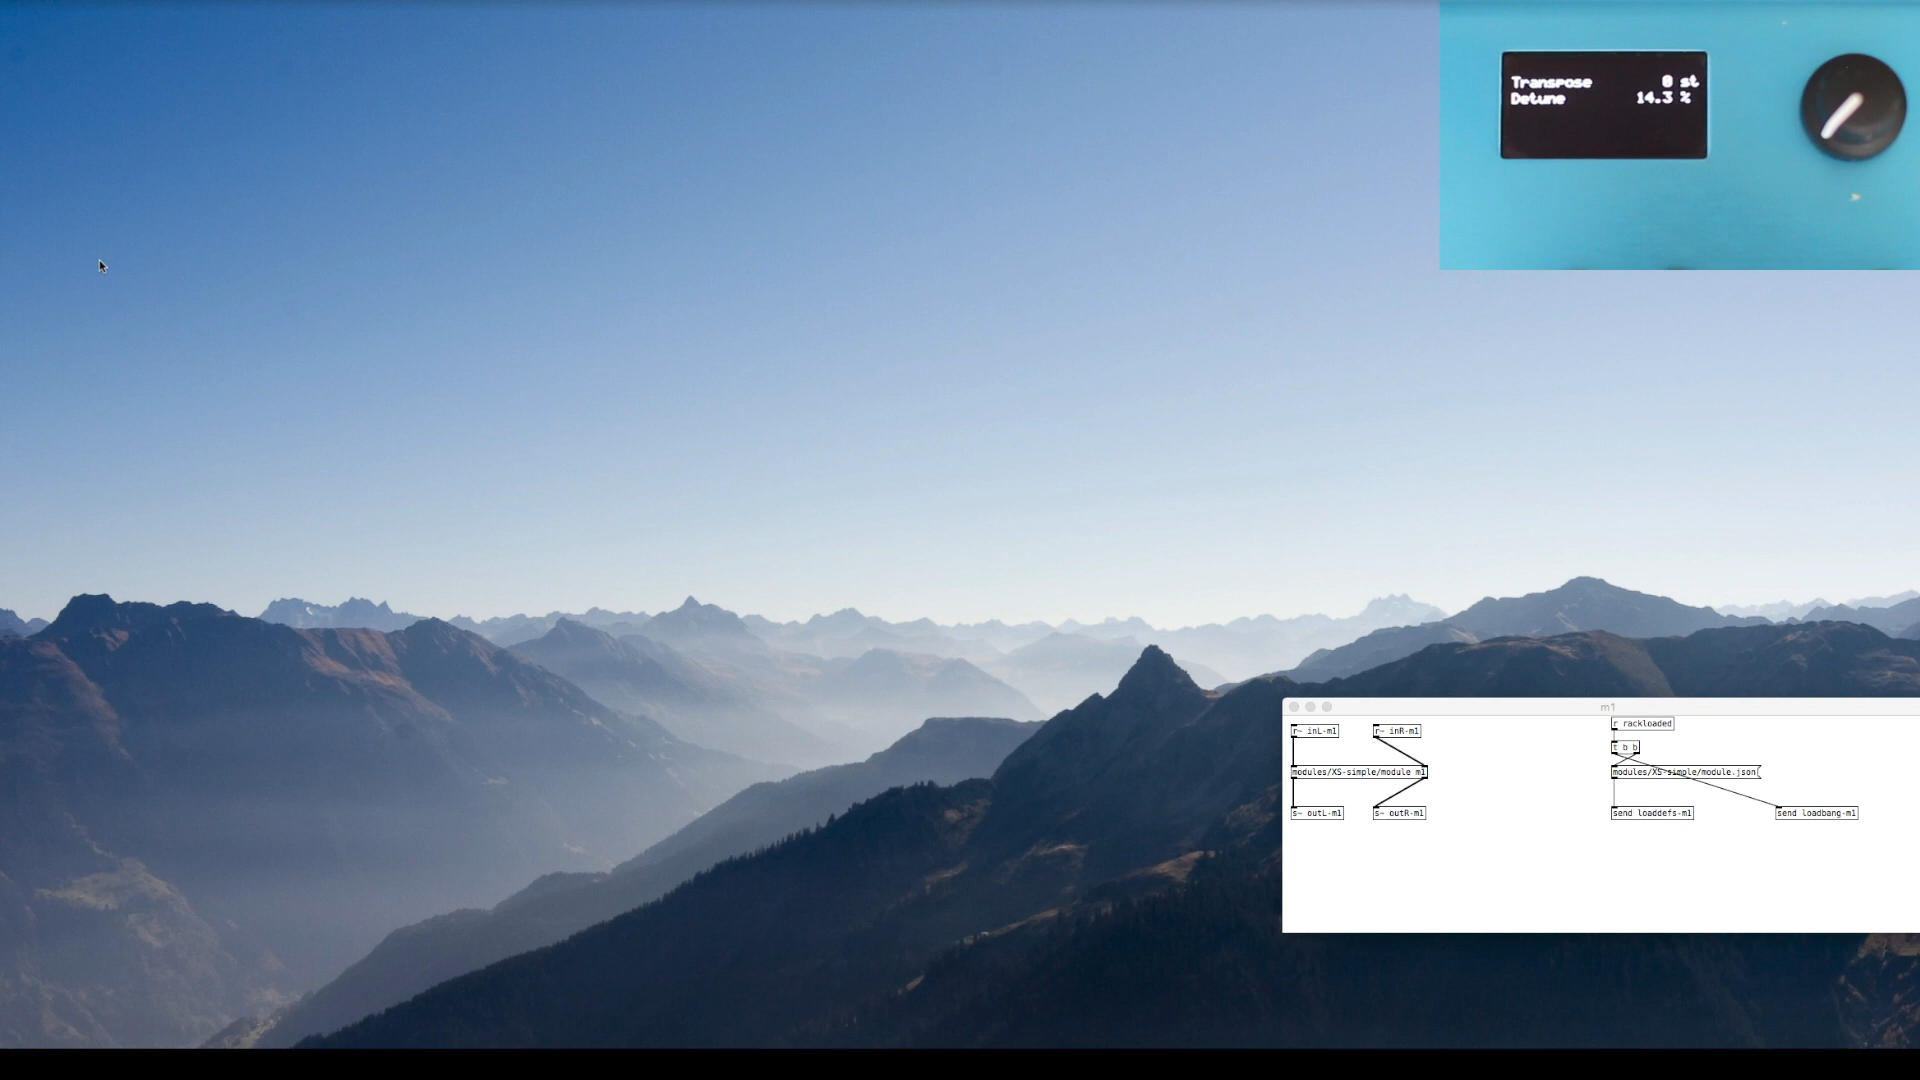 Transpose 0 st
Detune 14.3 %
m1
r~ inL-m1
r~ inR-m1
r rackloaded
t b b
modules/XS-simple/module m1
modules/XS-simple/module.json
s~ outL-m1
s~ outR-m1
send loaddefs-m1
send loadbang-m1